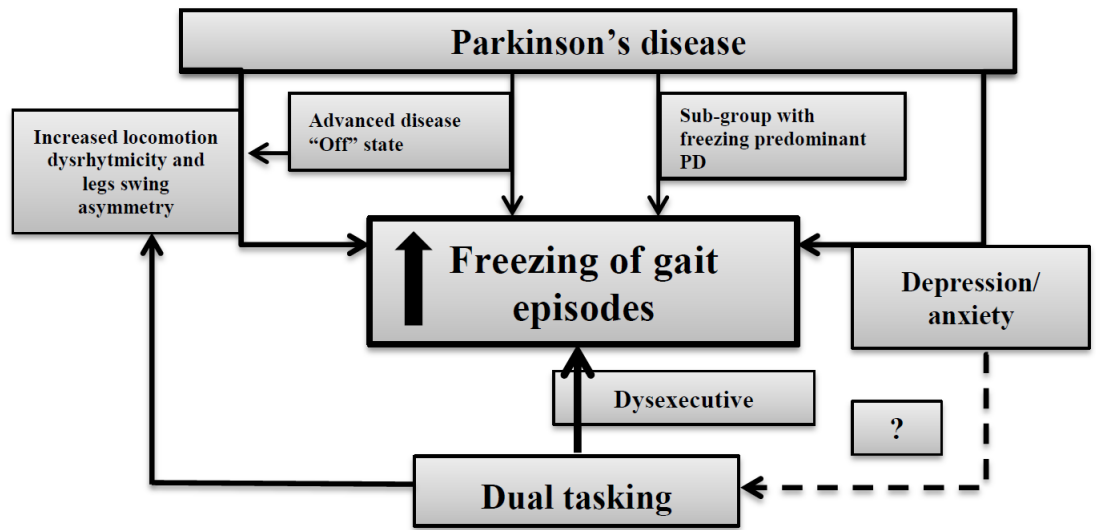 Parkinson’s disease
Increased locomotion
dysrhytmicity and
legs swing
asymmetry
Advanced disease
“Off” state
Sub-group with
freezing predominant
PD
Freezing of gait
episodes
Depression/
anxiety
Dysexecutive
?
Dual tasking